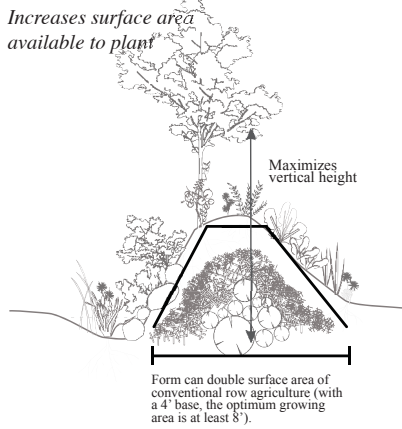 Increases surface area
available to plant
Maximizes
vertical height
Form can double surface area of
conventional row agriculture (with
a 4’ base, the optimum growing
area is at least 8’).